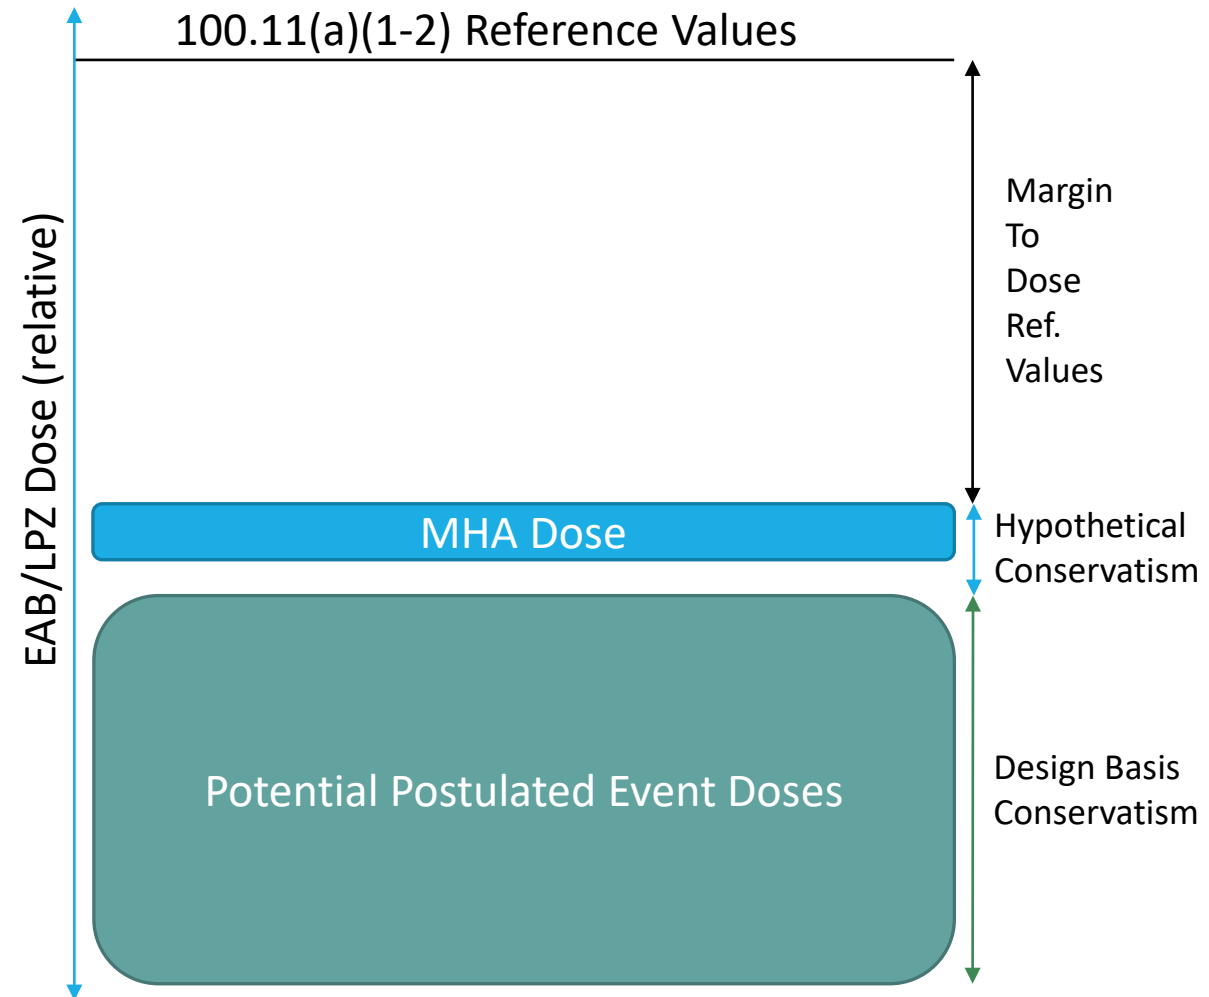 100.11(a)(1-2) Reference Values
EAB/LPZ Dose (relative)
Margin
To
Dose
Ref.
Values
MHA Dose
Hypothetical
Conservatism
Potential Postulated Event Doses
Design Basis
Conservatism